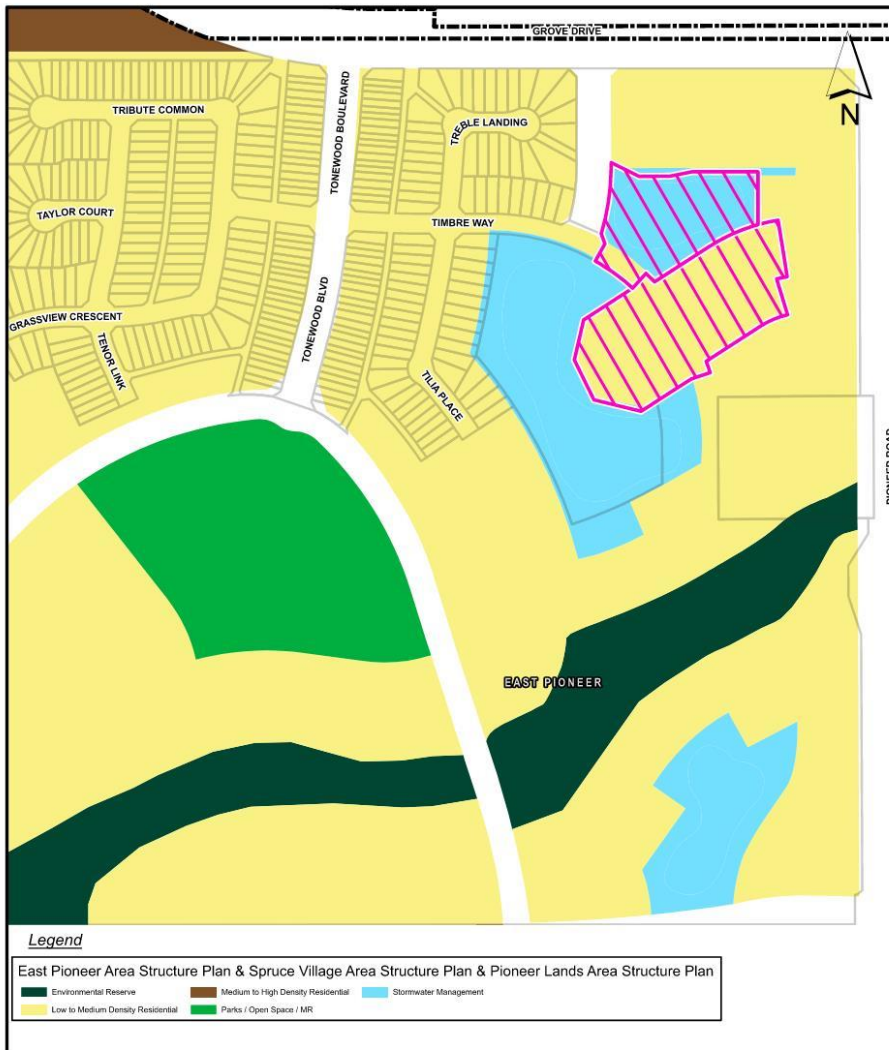 GROVE DRIVE
N
TONEWOOD BOULEVARD
TRIBUTE COMMON
TREBLE LANDING
TAYLOR COURT
TIMBRE WAY
GRASSVIEW CRESCENT
TONEWOOD BLVD
TENOR LINK
TILIA PLACE
PIONEER ROAD
EAST PIONEER
Legend
East Pioneer Area Structure Plan & Spruce Village Area Structure Plan & Pioneer Lands Area Structure Plan
Environmental Reserve
Medium to High Density Residential
Stormwater Management
Low to Medium Density Residential
Parks / Open Space / MR